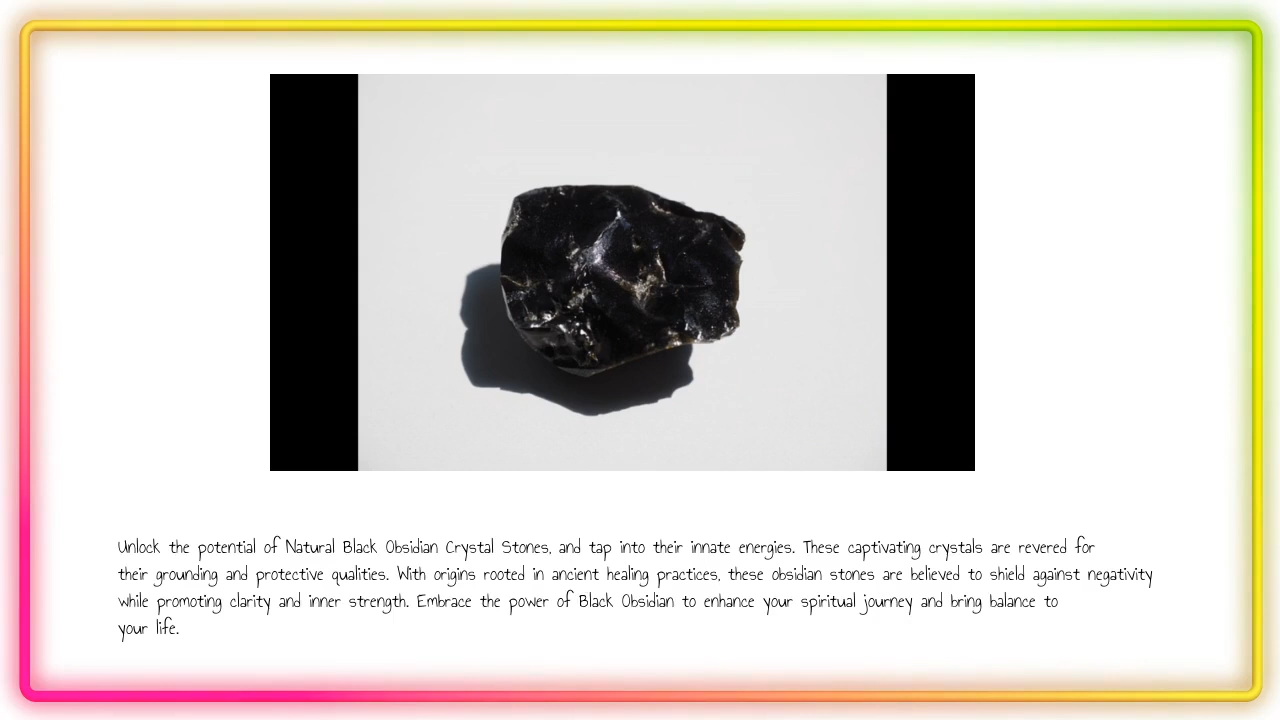 Unlock the potential of Natural Black Obsidian Crystal Stones, and tap into their innate energies. These captivating crystals are revered for
their grounding and protective qualities. With origins rooted in ancient healing practices, these obsidian stones are believed to shield against negativity
while promoting clarity and inner strength. Embrace the power of Black Obsidian to enhance your spiritual journey and bring balance to
your life.